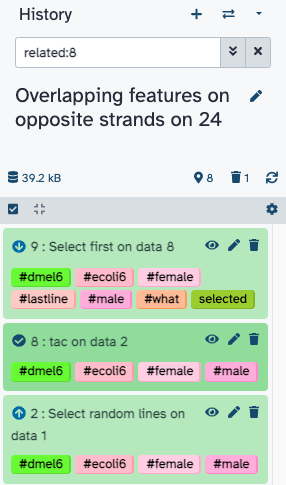 History
related:8
Overlapping features on
opposite strands on 24
39.2 kB 8 1
9 : Select first on data 8
#dmel6 #ecoli6 #female
#lastline #male #what selected
8 : tac on data 2
#dmel6 #ecoli6 #female #male
2 : Select random lines on
data 1
#dmel6 #ecoli6 #female #male